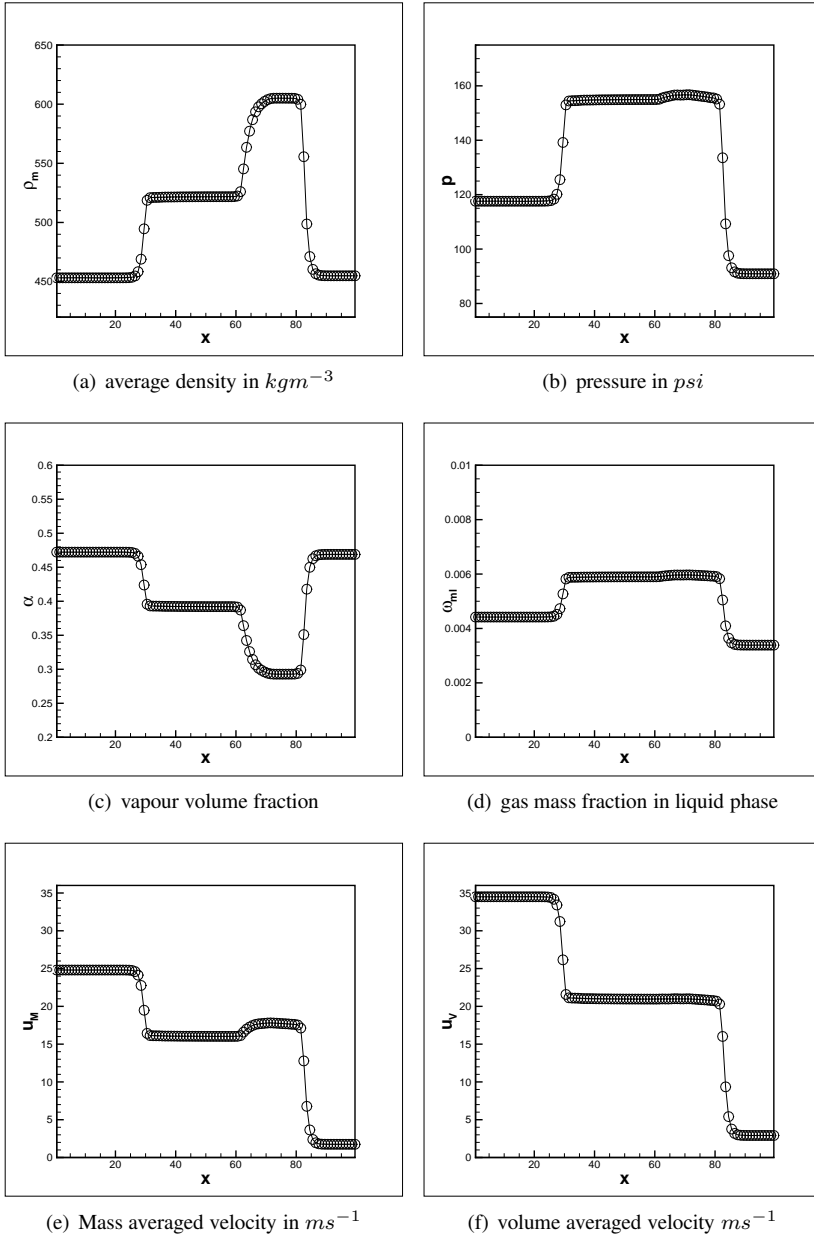 650
600
550
500
450
ρm
20 40 60 80
x
(a) average density in kgm−3
160
140
120
100
80
p
20 40 60 80
x
(b) pressure in psi
0.6
0.55
0.5
0.45
0.4
0.35
0.3
0.25
0.2
α
20 40 60 80
x
(c) vapour volume fraction
0.01
0.008
0.006
0.004
0.002
0
ωml
20 40 60 80
x
(d) gas mass fraction in liquid phase
35
30
25
20
15
10
5
0
uM
20 40 60 80
x
(e) Mass averaged velocity in ms−1
35
30
25
20
15
10
5
0
uV
20 40 60 80
x
(f) volume averaged velocity ms−1